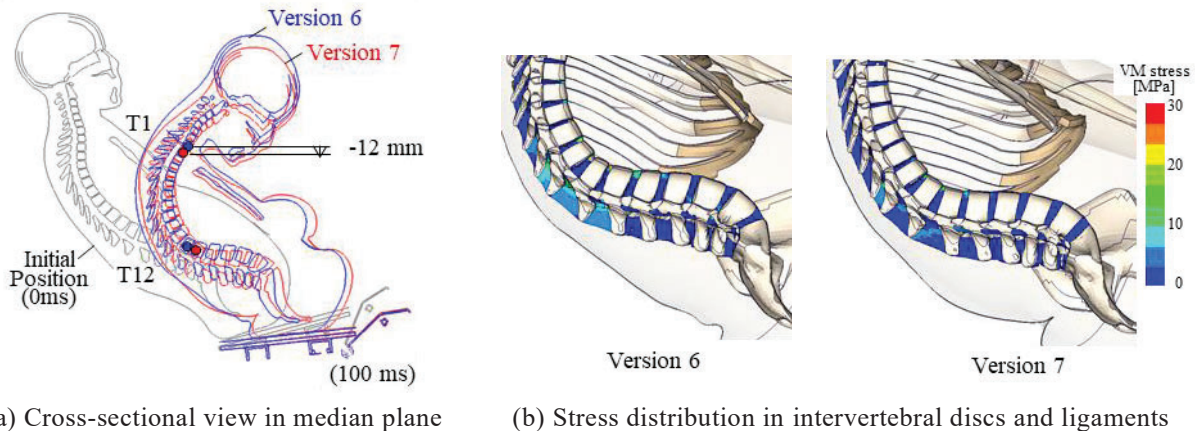 Version 6
Version 7
T1
-12 mm
Initial
Position
(0ms)
T12
(100 ms)
VM stress
[MPa]
30
20
10
0
Version 6
Version 7
a) Cross-sectional view in median plane
(b) Stress distribution in intervertebral discs and ligaments